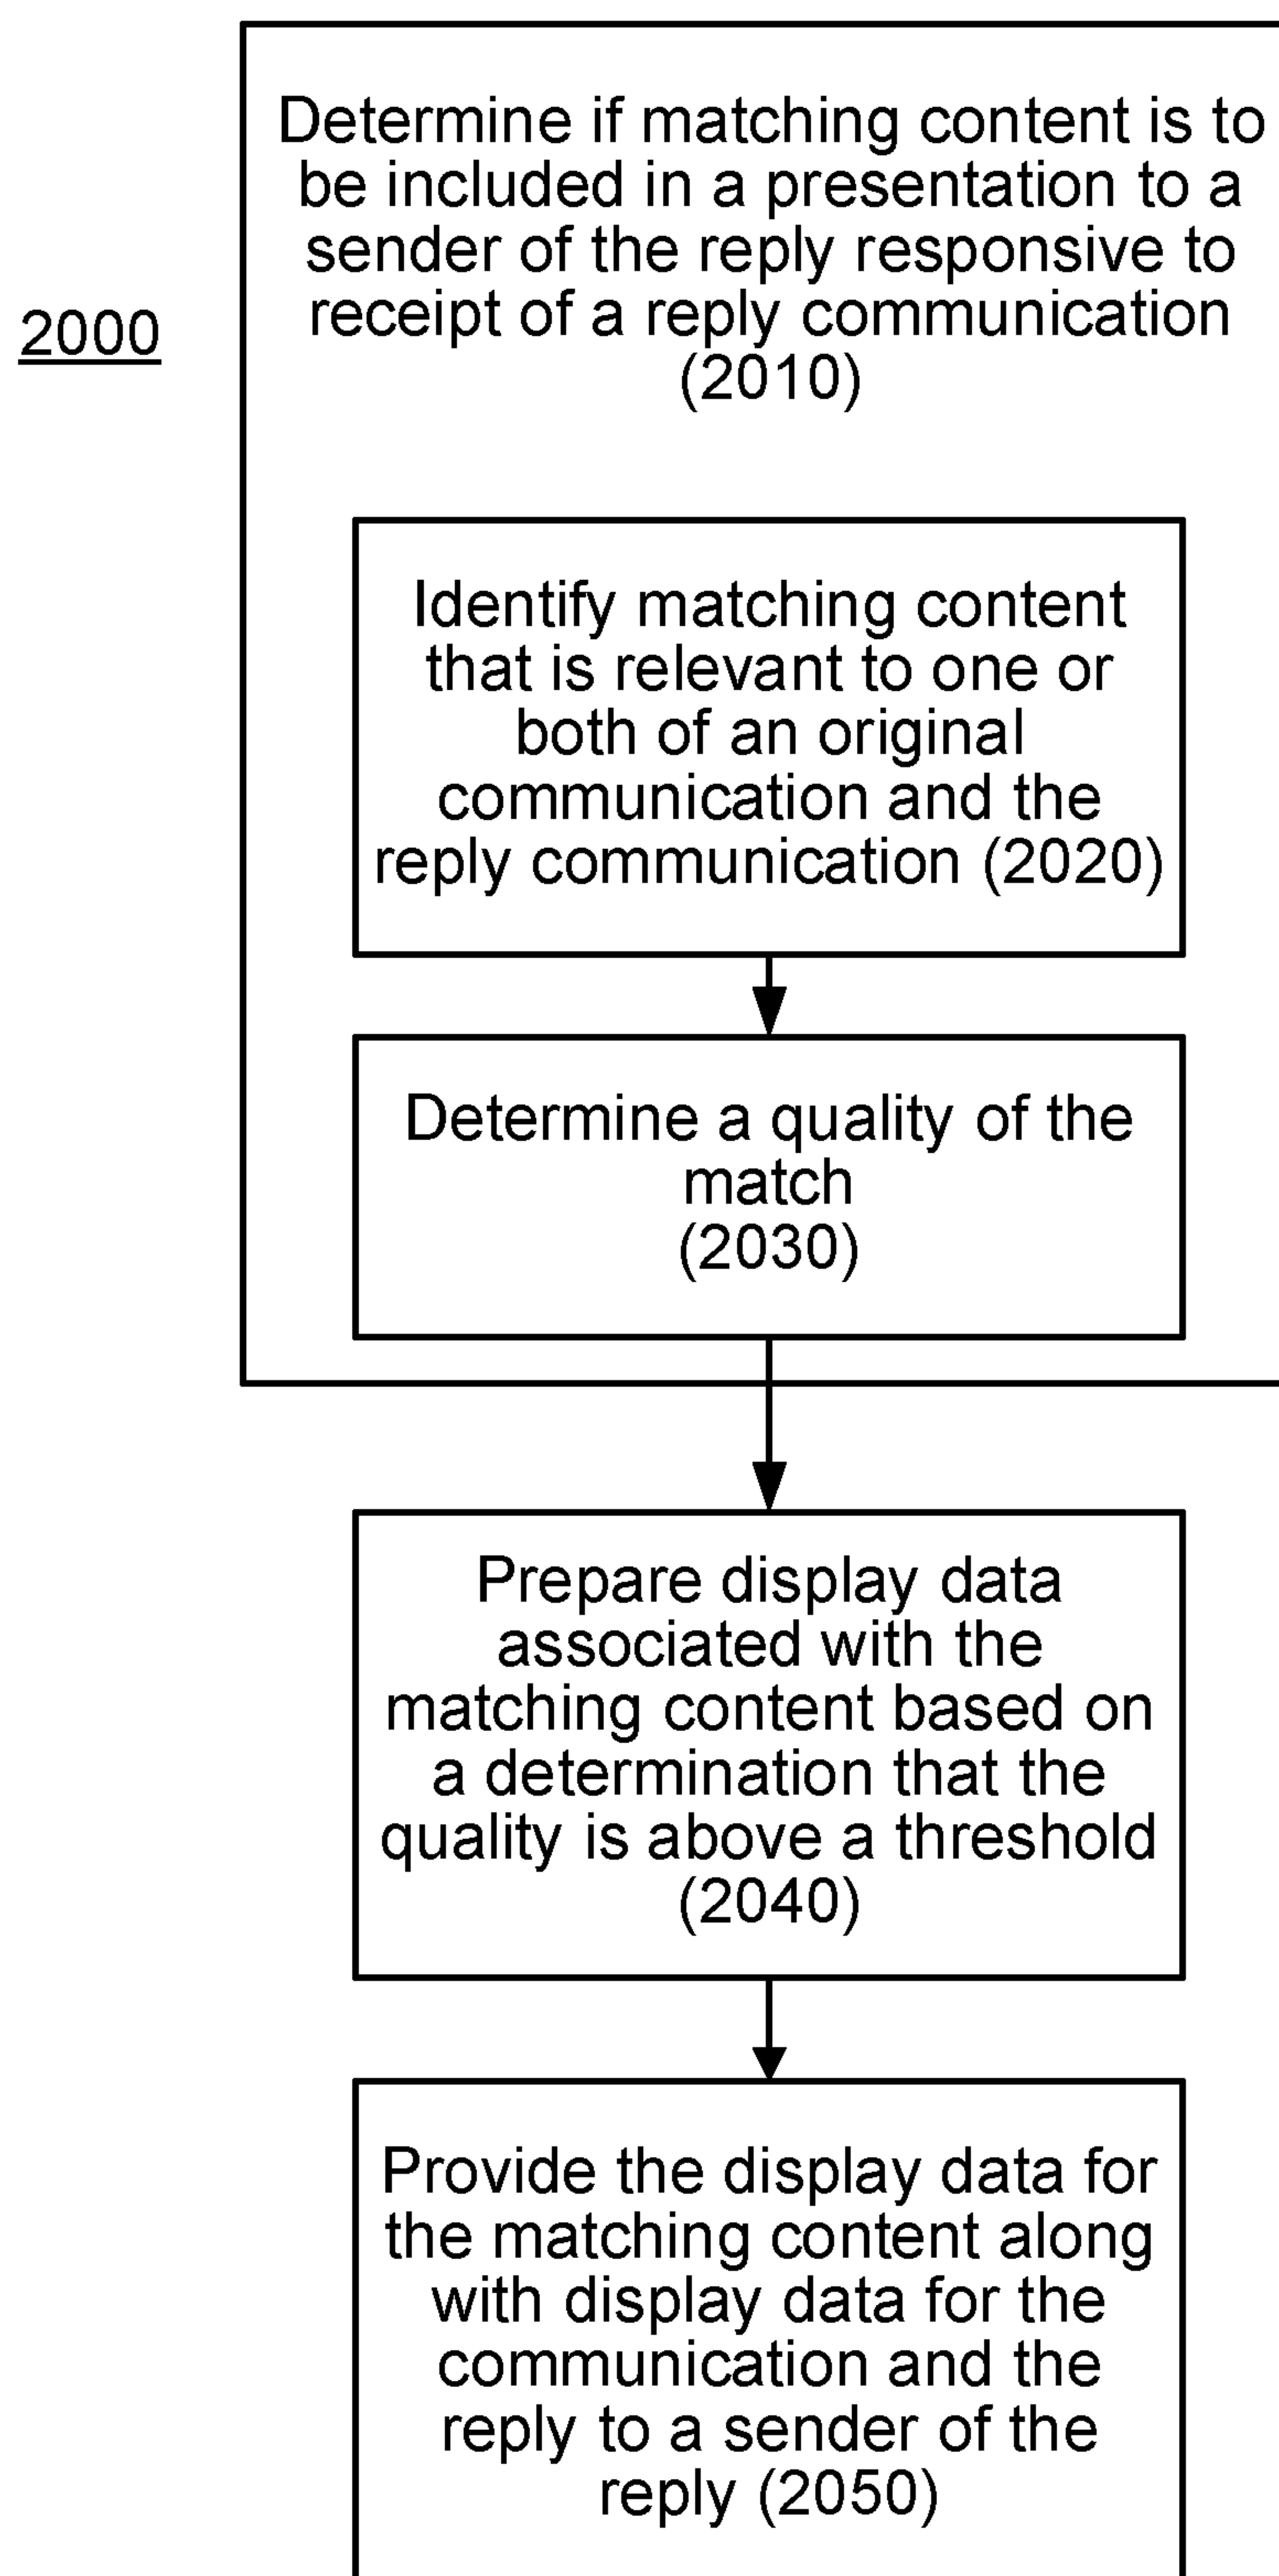 Determine if matching content is to
be included in a presentation to a
sender of the reply responsive to
receipt of a reply communication
(2010)
2000
Identify matching content
that is relevant to one or
both of an original
communication and the
reply communication (2020)
Determine a quality of the
match
(2030)
Prepare display data
associated with the
matching content based on
a determination that the
quality is above a threshold
(2040)
Provide the display data for
the matching content along
with display data for the
communication and the
reply to a sender of the
reply (2050)